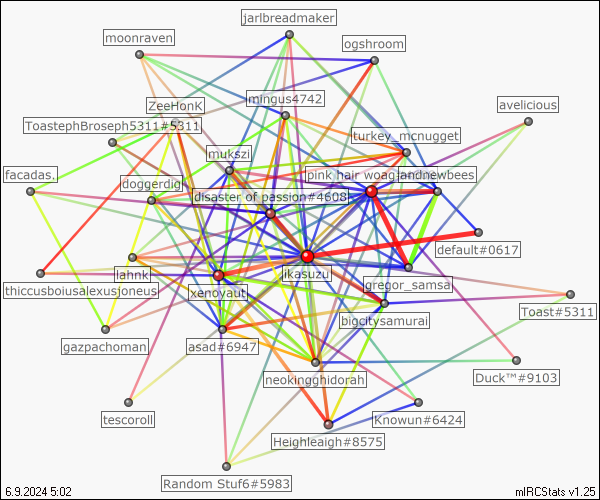 jarlbreadmaker
moonraven
ogshroom
ZeeHonK
mingus4742
avelicious
ToastephBroseph5311#5311
turkey_mcnugget
mukszi
facadas.
doggerdigi
pink hair woag
landnewbees
disaster of passion#4608
default#0617
lahnk
ikasuzu
thiccusboiusalexusjoneus
xenovaut
gregor_samsa
Toast#5311
bigcitysamurai
gazpachoman
asad#6947
neokingghidorah
Duck™#9103
tescoroll
Knowun#6424
Heighleaigh#8575
Random Stuf6#5983
6.9.2024 5:02
mIRCStats v1.25